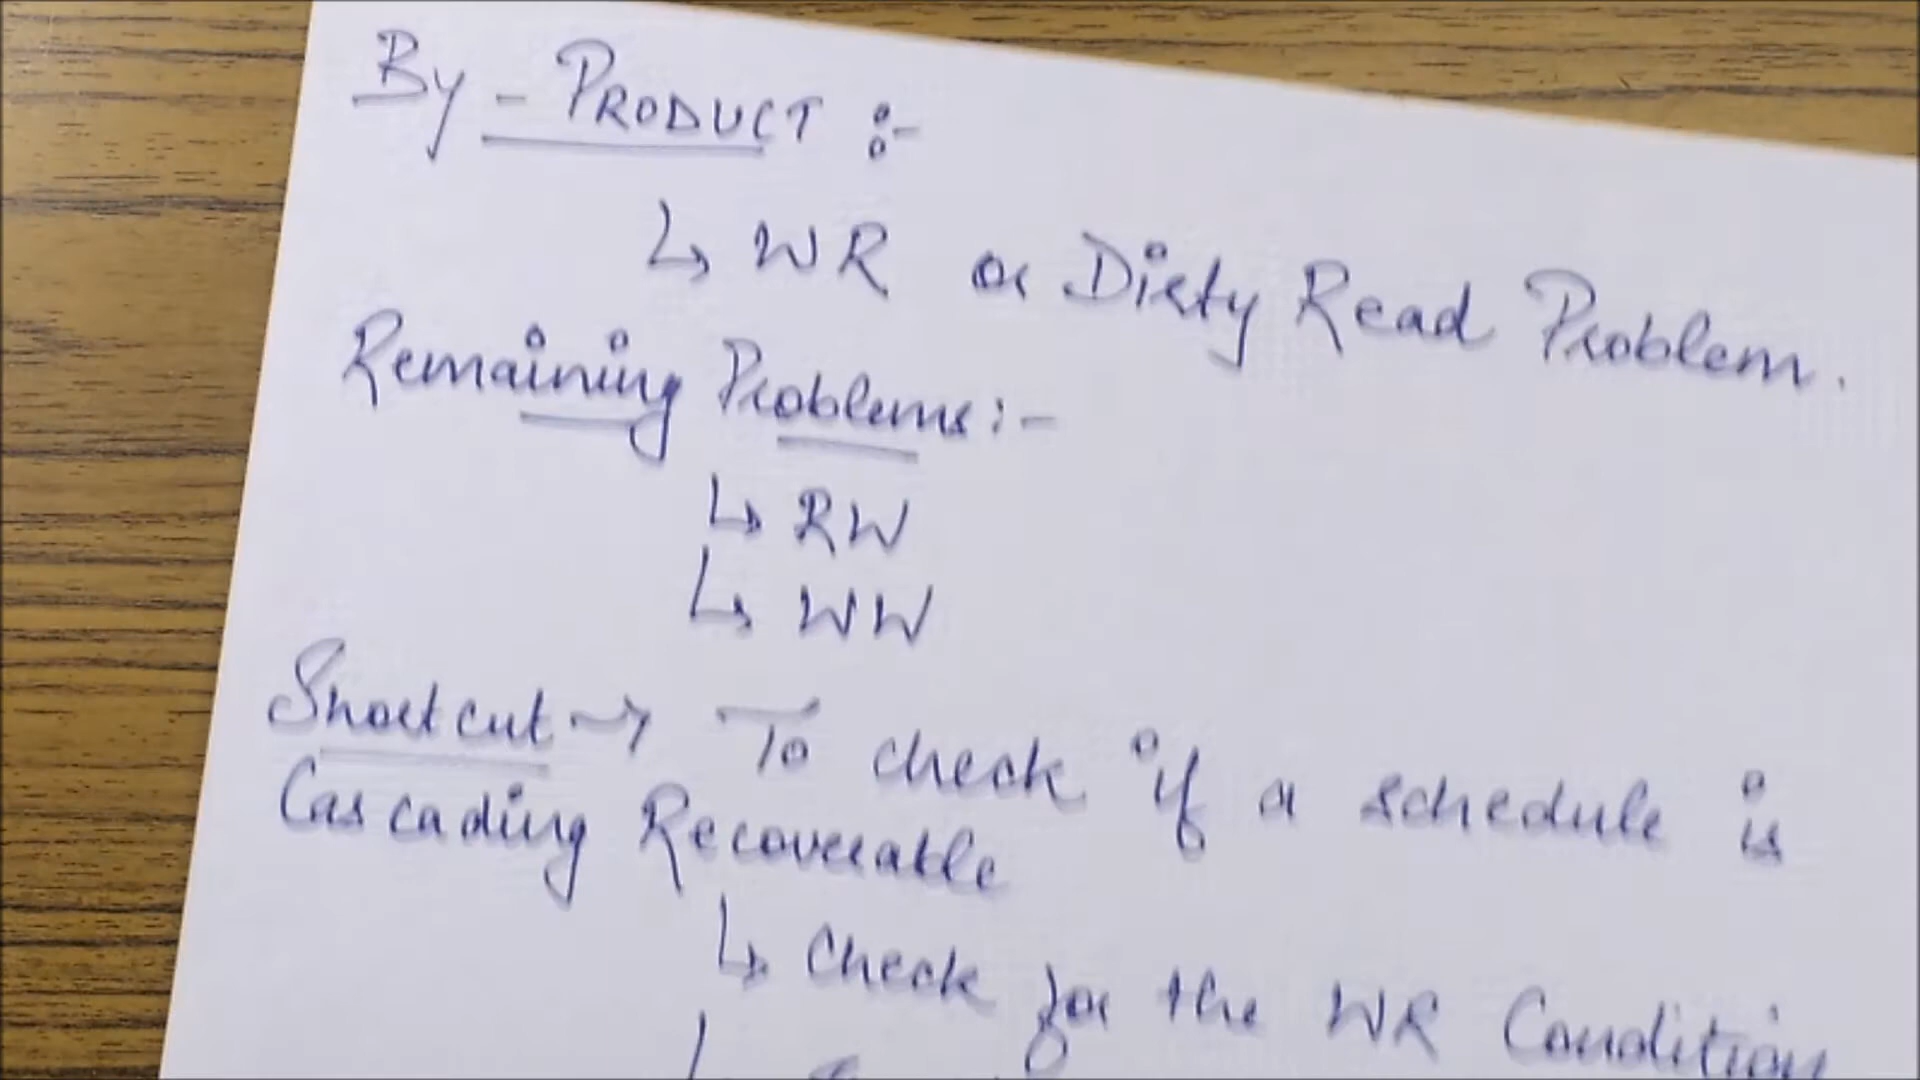 By - PRODUCT :-
↳ WR or Dirty Read Problem.
Remaining Problems :-
↳ RW
↳ WW
Shortcut → To check if a schedule is
Cascading Recoverable
↳ Check for the WR Condition